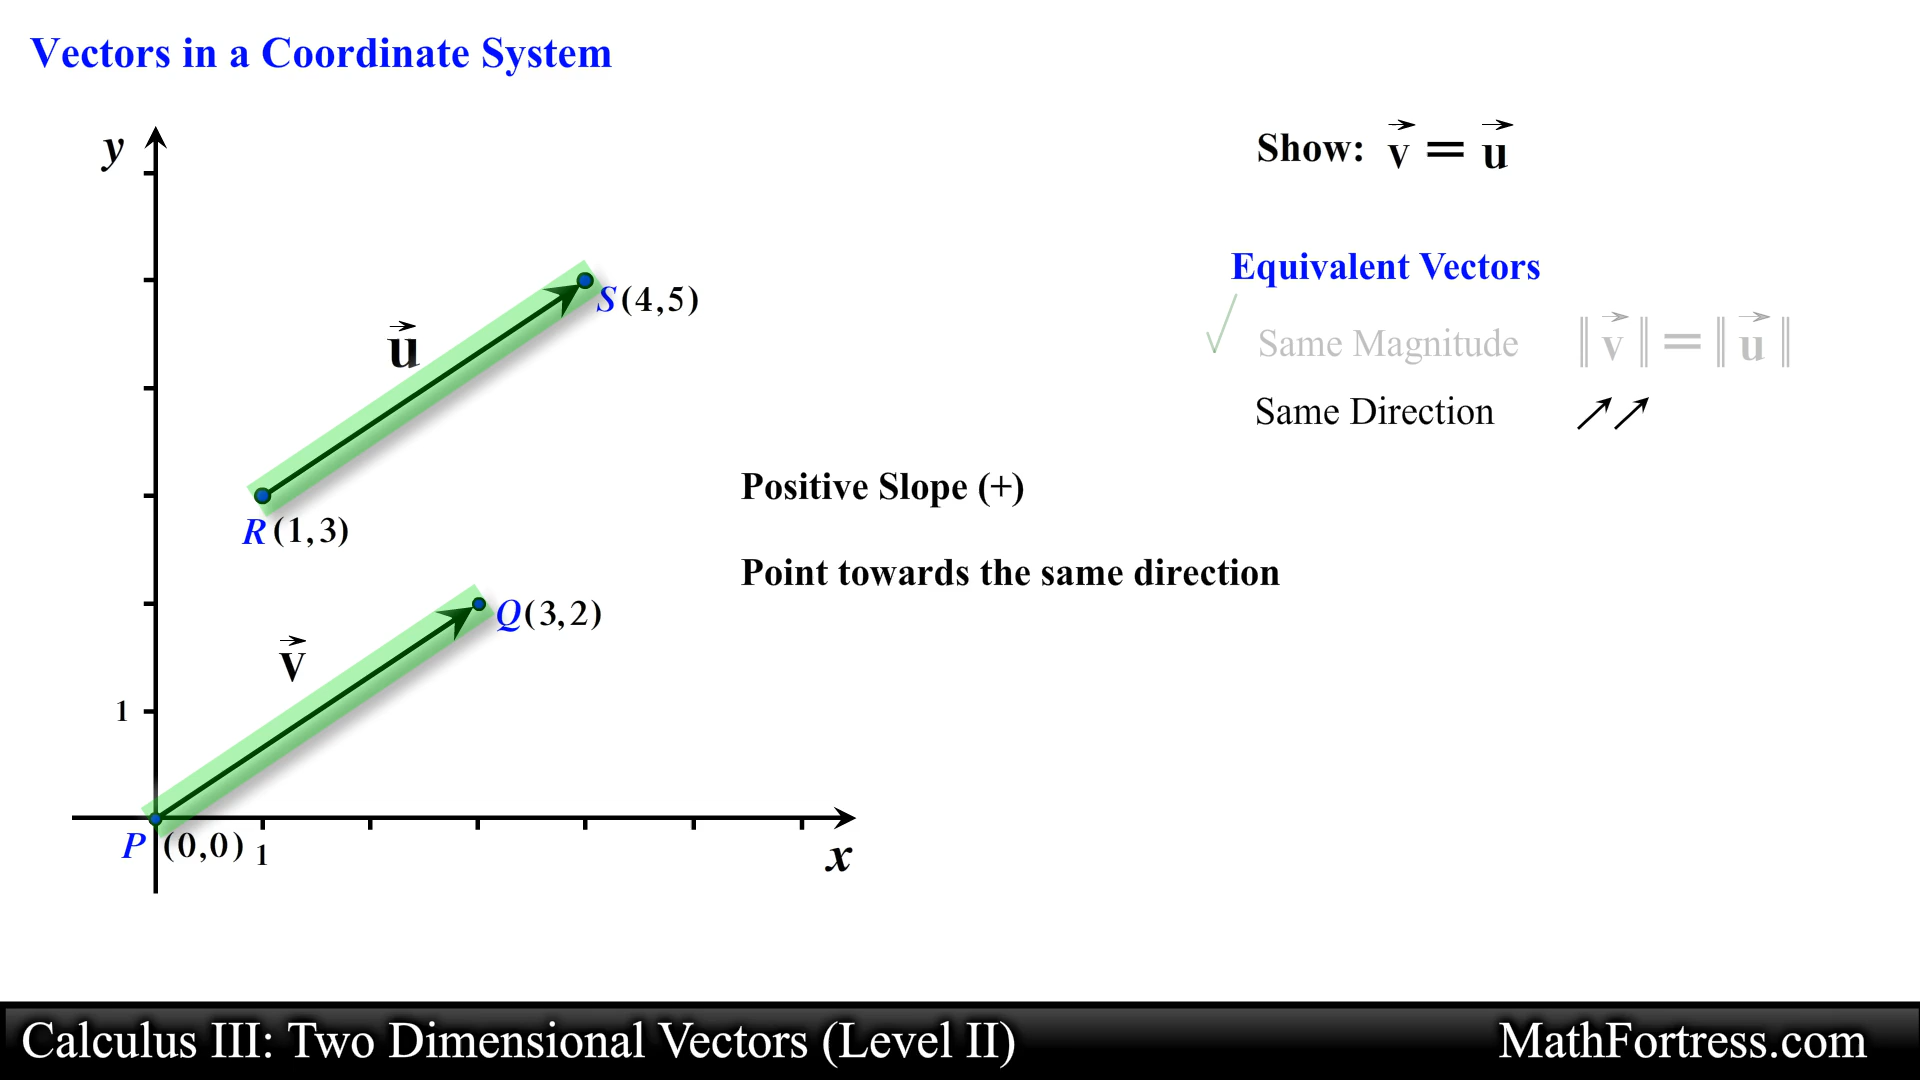 Vectors in a Coordinate System
y
Show: v⃗ = u⃗
Equivalent Vectors
√ Same Magnitude ‖v⃗‖ = ‖u⃗‖
Same Direction
S(4,5)
u⃗
Positive Slope (+)
R(1,3)
Point towards the same direction
Q(3,2)
v⃗
1
P (0,0) 1
x
Calculus III: Two Dimensional Vectors (Level II)
MathFortress.com